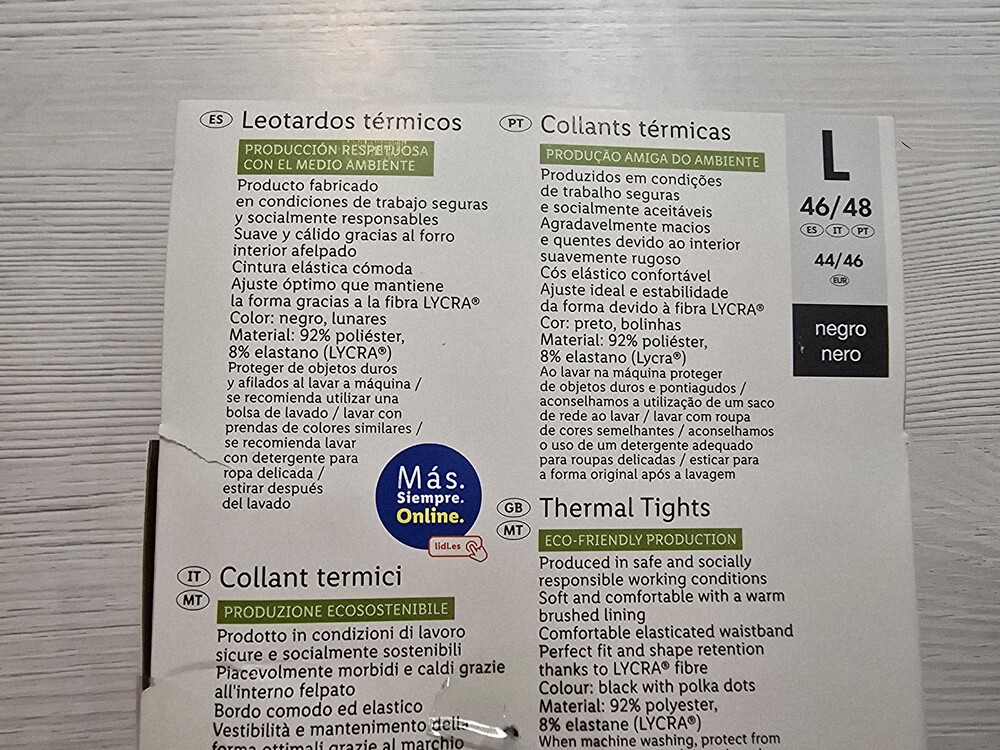 ES Leotardos térmicos
PRODUCCIÓN RESPETUOSA
CON EL MEDIO AMBIENTE
Producto fabricado
en condiciones de trabajo seguras
y socialmente responsables
Suave y cálido gracias al forro
interior afelpado
Cintura elástica cómoda
Ajuste óptimo que mantiene
la forma gracias a la fibra LYCRA®
Color: negro, lunares
Material: 92% poliéster,
8% elastano (LYCRA®)
Proteger de objetos duros
y afilados al lavar a máquina /
se recomienda utilizar una
bolsa de lavado / lavar con
prendas de colores similares /
se recomienda lavar
con detergente para
ropa delicada /
estirar después
del lavado
Más.
Siempre.
Online.
lidl.es
IT MT Collant termici
PRODUZIONE ECOSOSTENIBILE
Prodotto in condizioni di lavoro
sicure e socialmente sostenibili
Piacevolmente morbidi e caldi grazie
all'interno felpato
Bordo comodo ed elastico
Vestibilità e mantenimento della
forma ottimali grazie al marchio
PT Collants térmicas
PRODUÇÃO AMIGA DO AMBIENTE
Produzidos em condições
de trabalho seguras
e socialmente aceitáveis
Agradavelmente macios
e quentes devido ao interior
suavemente rugoso
Cós elástico confortável
Ajuste ideal e estabilidade
da forma devido à fibra LYCRA®
Cor: preto, bolinhas
Material: 92% poliéster,
8% elastano (Lycra®)
Ao lavar na máquina proteger
de objetos duros e pontiagudos /
aconselhamos a utilização de um saco
de rede ao lavar / lavar com roupa
de cores semelhantes / aconselhamos
o uso de um detergente adequado
para roupas delicadas / esticar para
a forma original após a lavagem
GB MT Thermal Tights
ECO-FRIENDLY PRODUCTION
Produced in safe and socially
responsible working conditions
Soft and comfortable with a warm
brushed lining
Comfortable elasticated waistband
Perfect fit and shape retention
thanks to LYCRA® fibre
Colour: black with polka dots
Material: 92% polyester,
8% elastane (LYCRA®)
When machine washing, protect from
L
46/48
ES IT PT
44/46
EUR
negro
nero